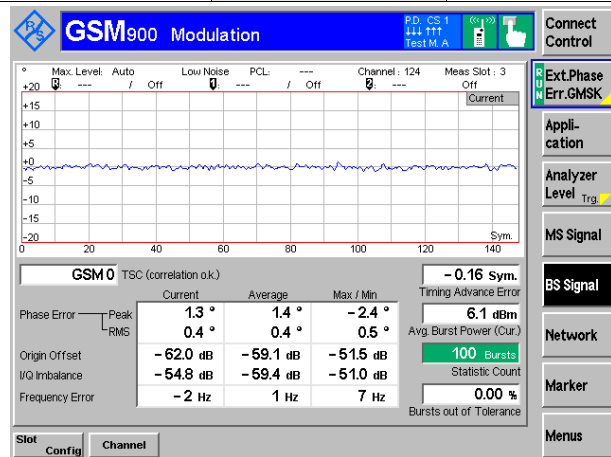 R&S GSM900 Modulation P.D. CS 1
Test M. A
Connect Control
° Max. Level: Auto Low Noise PCL: --- Channel : 124 Meas Slot : 3
R: --- / Off 1: --- / Off 2: --- Off
Current
+20
+15
+10
+5
+0
-5
-10
-15
-20
Sym.
0 20 40 60 80 100 120 140
GSM 0 TSC (correlation o.k.) -0.16 Sym.
Timing Advance Error
Current Average Max / Min
Phase Error Peak 1.3 ° 1.4 ° -2.4 ° 6.1 dBm
RMS 0.4 ° 0.4 ° 0.5 ° Avg. Burst Power (Cur.)
Origin Offset -62.0 dB -59.1 dB -51.5 dB 100 Bursts
I/Q Imbalance -54.8 dB -59.4 dB -51.0 dB Statistic Count
Frequency Error -2 Hz 1 Hz 7 Hz 0.00 %
Bursts out of Tolerance
RUN
Ext.Phase
Err.GMSK
Appli-
cation
Analyzer
Level Trg.
MS Signal
BS Signal
Network
Marker
Menus
Slot
Config
Channel